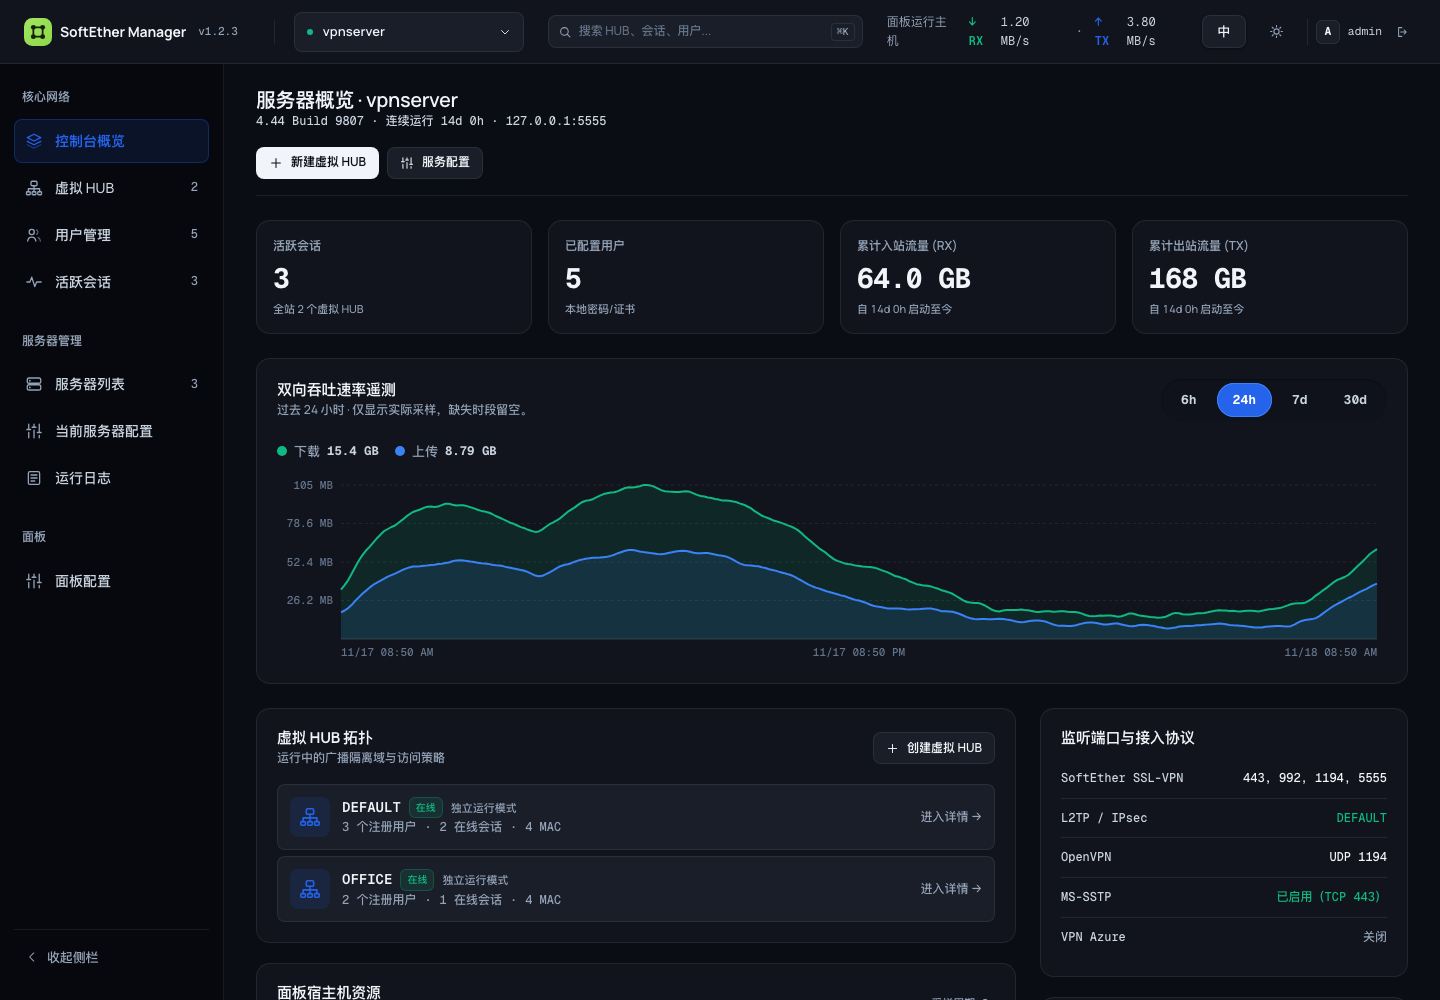 SoftEther Manager v1.2.3
vpnserver
搜索 HUB、会话、用户...
⌘K
面板运行主机
↓ RX 1.20 MB/s
·
↑ TX 3.80 MB/s
中
A admin
核心网络
控制台概览
虚拟 HUB 2
用户管理 5
活跃会话 3
服务器管理
服务器列表 3
当前服务器配置
运行日志
面板
面板配置
收起侧栏
服务器概览 · vpnserver
4.44 Build 9807 · 连续运行 14d 0h · 127.0.0.1:5555
新建虚拟 HUB
服务配置
活跃会话
3
全站 2 个虚拟 HUB
已配置用户
5
本地密码/证书
累计入站流量 (RX)
64.0 GB
自 14d 0h 启动至今
累计出站流量 (TX)
168 GB
自 14d 0h 启动至今
双向吞吐速率遥测
过去 24 小时 · 仅显示实际采样，缺失时段留空。
6h 24h 7d 30d
下载 15.4 GB 上传 8.79 GB
105 MB
78.6 MB
52.4 MB
26.2 MB
11/17 08:50 AM 11/17 08:50 PM 11/18 08:50 AM
虚拟 HUB 拓扑
运行中的广播隔离域与访问策略
创建虚拟 HUB
DEFAULT 在线 独立运行模式
3 个注册用户 · 2 在线会话 · 4 MAC
进入详情 →
OFFICE 在线 独立运行模式
2 个注册用户 · 1 在线会话 · 4 MAC
进入详情 →
监听端口与接入协议
SoftEther SSL-VPN 443, 992, 1194, 5555
L2TP / IPsec DEFAULT
OpenVPN UDP 1194
MS-SSTP 已启用 (TCP 443)
VPN Azure 关闭
面板宿主机资源